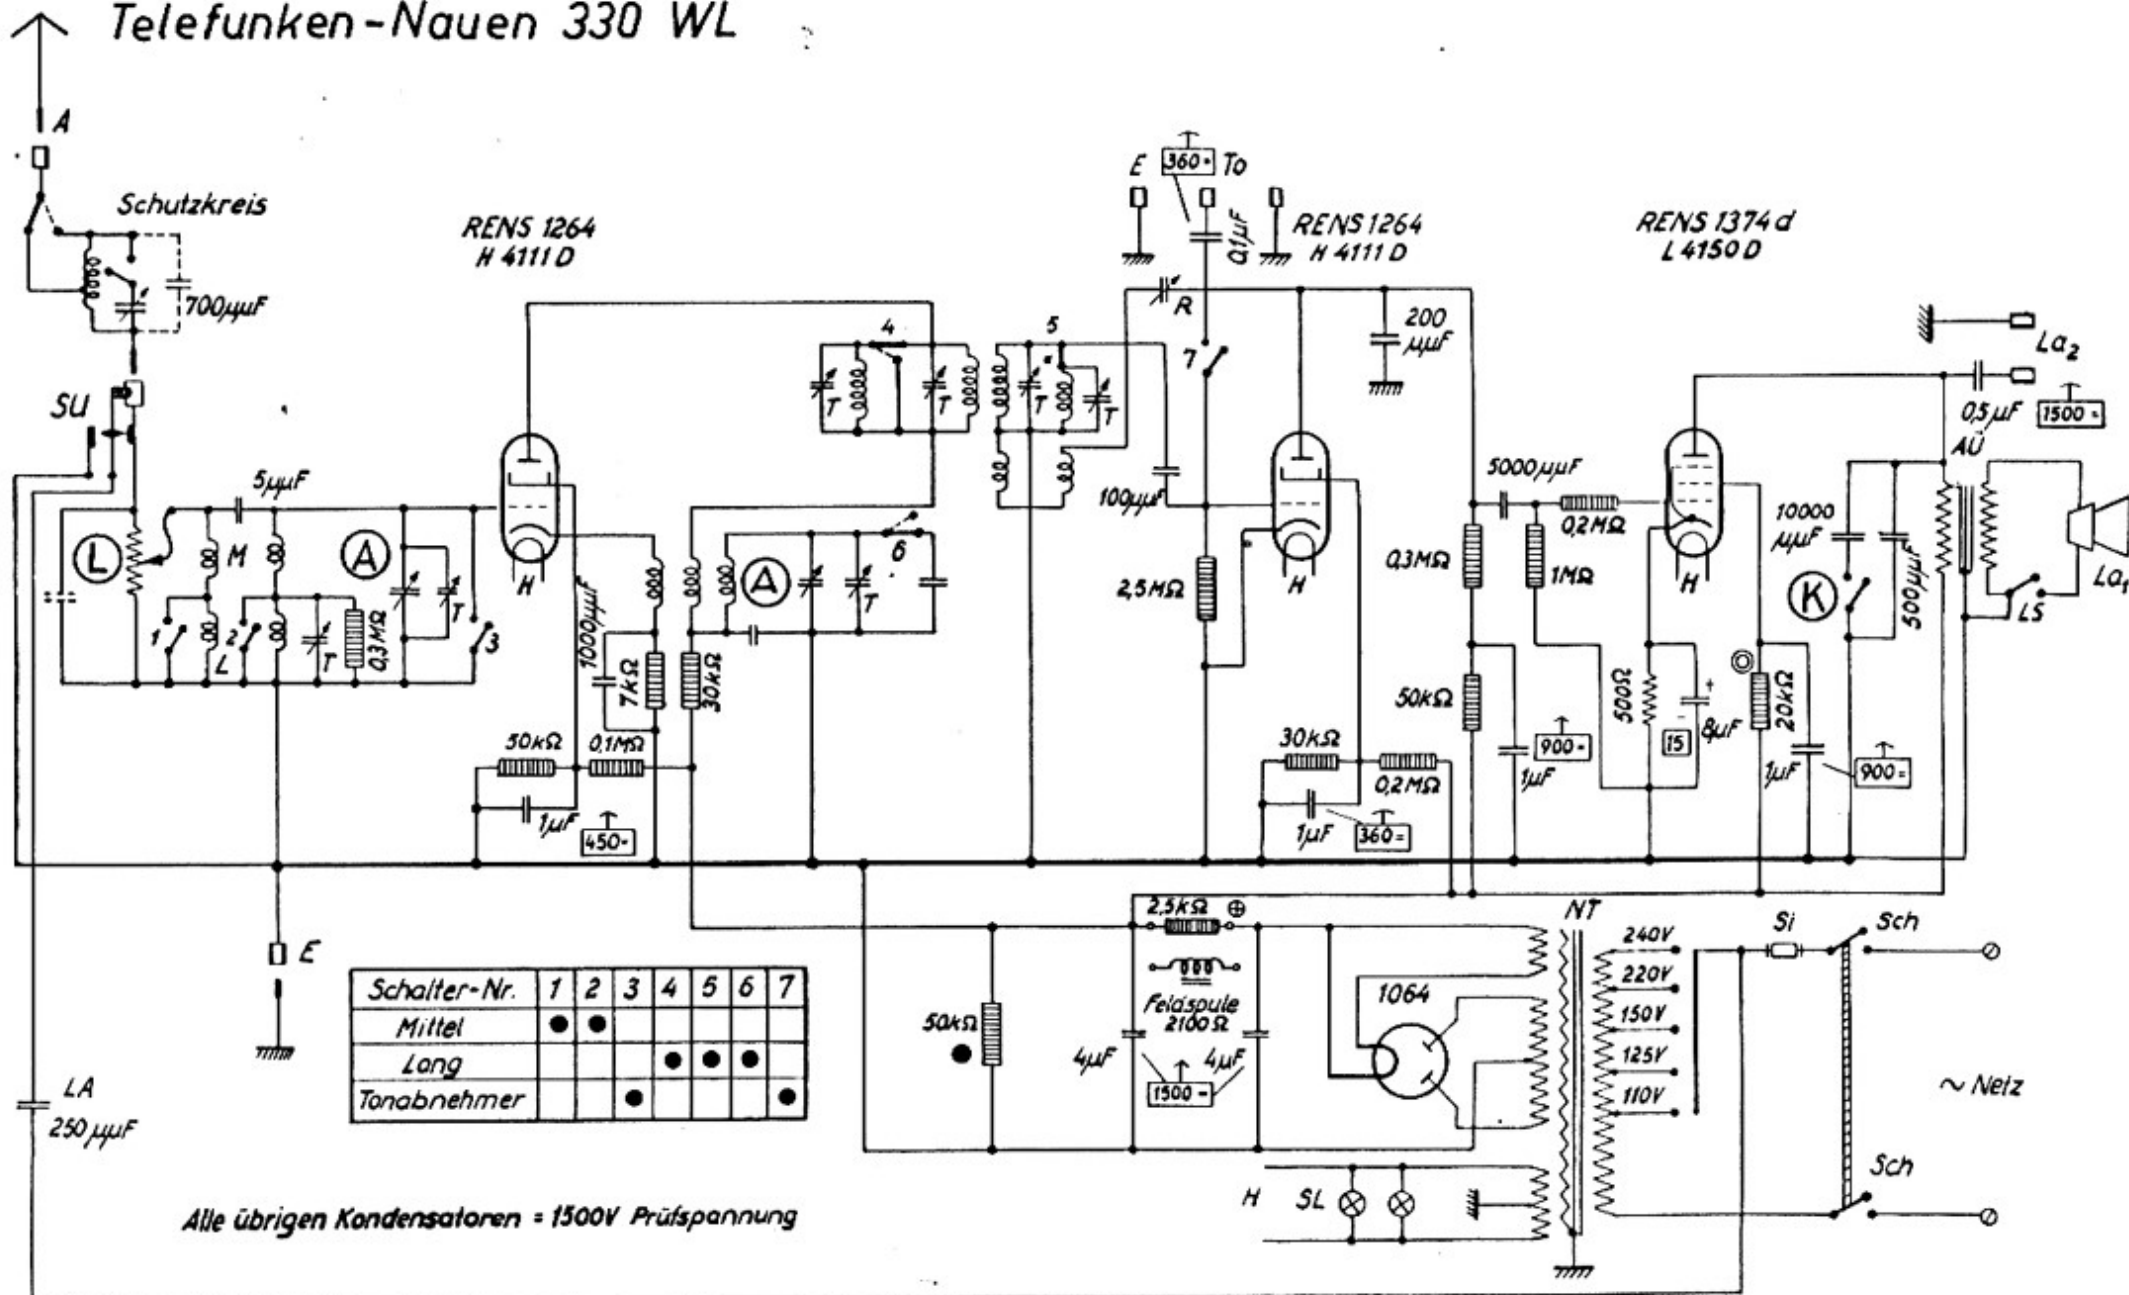 Telefunken-Nauen 330 WL
A
Schutzkreis
700µµF
SU
5µµF
L
M
A
1
2
L
T
0,3MΩ
T
3
RENS 1264
H 4111 D
H
1000µµF
7kΩ
30kΩ
50kΩ
0,1MΩ
1µF
450-
4
T
T
5
T
T
A
T
6
E
360=
To
0,1µF
R
7
RENS 1264
H 4111 D
200
µµF
100µµF
2,5MΩ
H
30kΩ
0,2MΩ
1µF
360=
RENS 1374 d
L 4150 D
5000µµF
0,2MΩ
0,3MΩ
1MΩ
50kΩ
1µF
900-
H
500Ω
+
-
15
8µF
20kΩ
1µF
900=
La2
0,5µF
1500=
AÜ
10000
µµF
500µµF
K
La1
LS
E
LA
250µµF
Schalter-Nr. 1 2 3 4 5 6 7
Mittel ● ●
Lang ● ● ●
Tonabnehmer ● ●
50kΩ
2,5kΩ
Feldspule
2100Ω
4µF
4µF
1500=
1064
NT
240V
220V
150V
125V
110V
Si
Sch
~ Netz
Sch
H
SL
Alle übrigen Kondensatoren = 1500V Prüfspannung